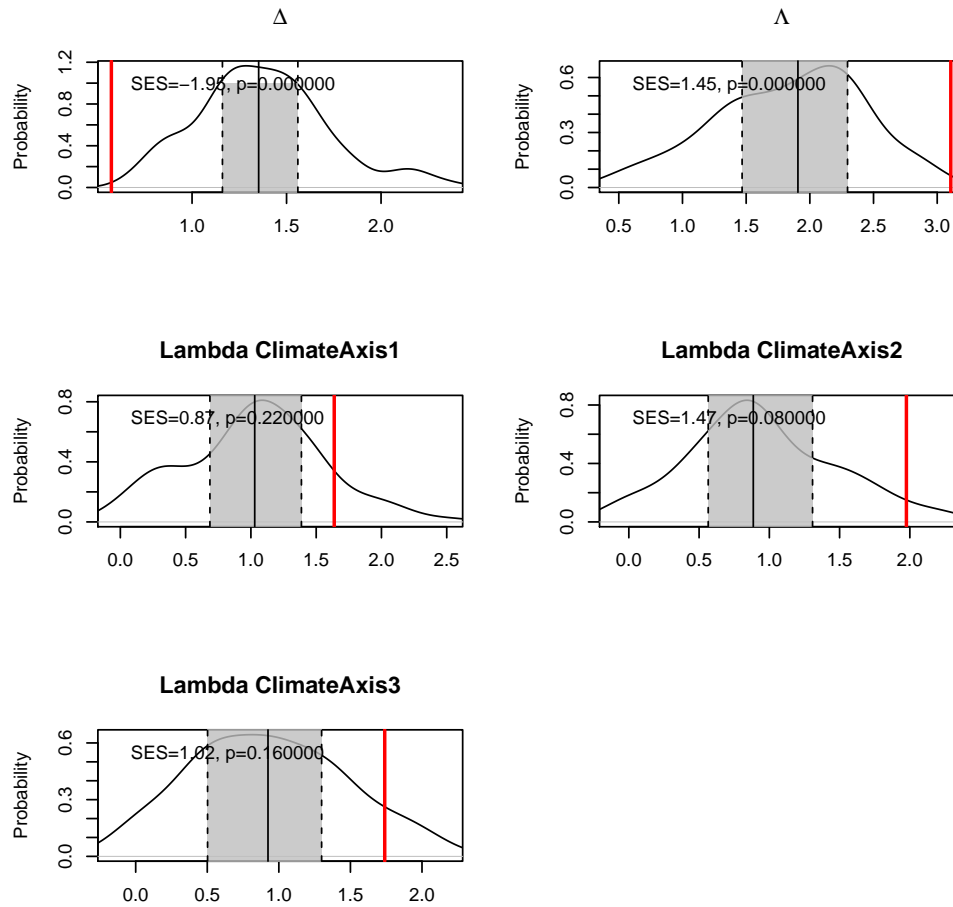 Δ
Probability
1.2
0.8
0.4
0.0
SES=−1.95, p=0.000000
1.0 1.5 2.0
Λ
Probability
0.6
0.3
0.0
SES=1.45, p=0.000000
0.5 1.0 1.5 2.0 2.5 3.0
Lambda ClimateAxis1
Probability
0.8
0.4
0.0
SES=0.87, p=0.220000
0.0 0.5 1.0 1.5 2.0 2.5
Lambda ClimateAxis2
Probability
0.8
0.4
0.0
SES=1.47, p=0.080000
0.0 0.5 1.0 1.5 2.0
Lambda ClimateAxis3
Probability
0.6
0.3
0.0
SES=1.02, p=0.160000
0.0 0.5 1.0 1.5 2.0